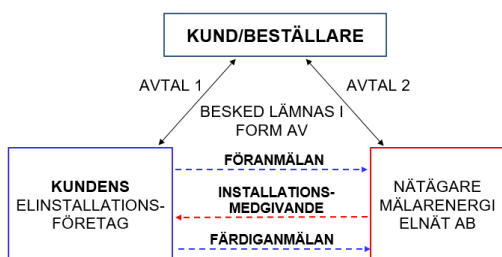 KUND/BESTÄLLARE
AVTAL 1
AVTAL 2
BESKED LÄMNAS I
FORM AV
KUNDENS
ELINSTALLATIONS-
FÖRETAG
FÖRANMÄLAN
INSTALLATIONS-
MEDGIVANDE
FÄRDIGANMÄLAN
NÄTÄGARE
MÄLARENERGI
ELNÄT AB